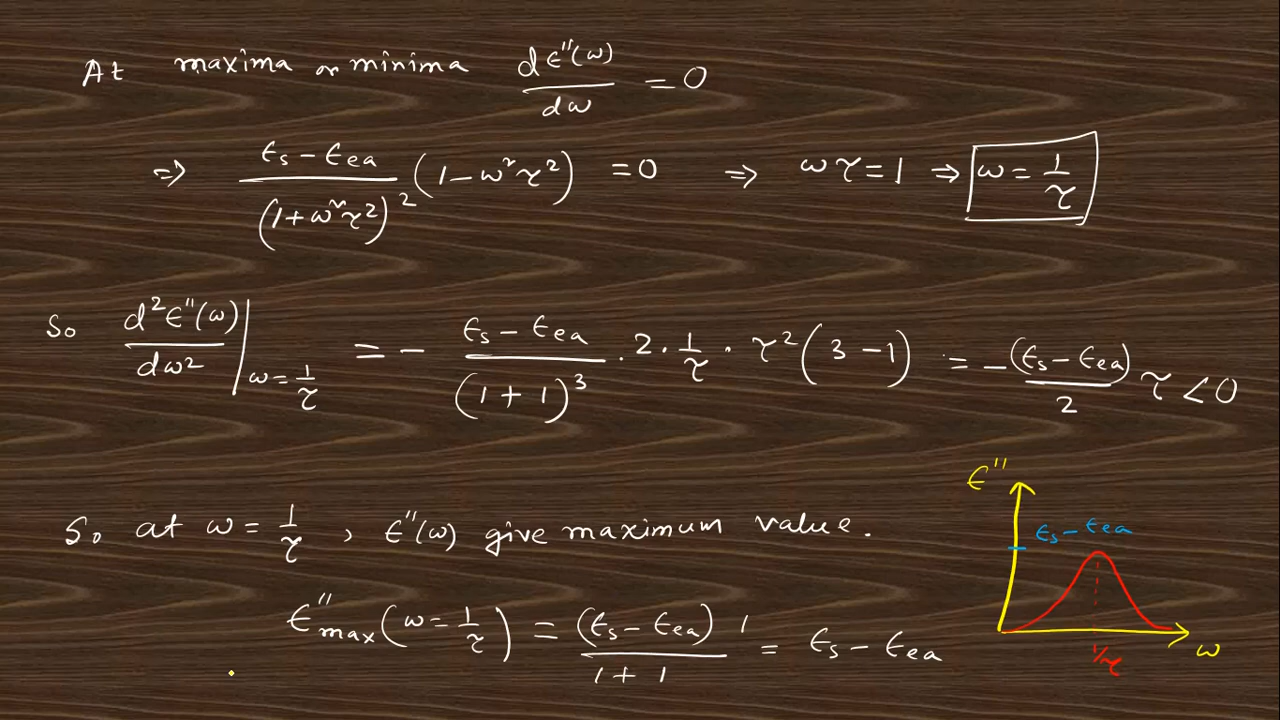 At maxima or minima dϵ''(ω)/dω = 0
⇒ (ϵs − ϵea)/(1+ω²τ²)² (1−ω²τ²) = 0 ⇒ ωτ = 1 ⇒ ω = 1/τ
So d²ϵ''(ω)/dω² |ω=1/τ = − (ϵs − ϵea)/(1+1)³ · 2 · 1/τ · τ² (3−1) = −(ϵs − ϵea)/2 τ < 0
So at ω = 1/τ , ϵ''(ω) give maximum value.
ϵ''max (ω = 1/τ) = (ϵs − ϵea) 1/(1+1) = ϵs − ϵea
ϵ''
ϵs − ϵea
1/τ
ω